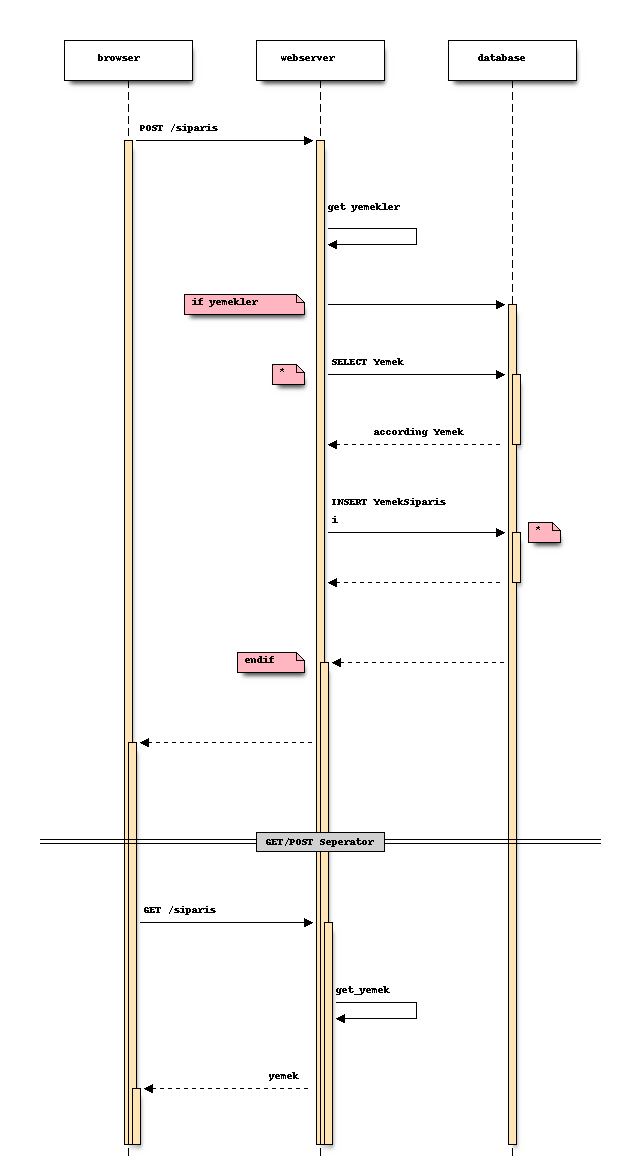 browser
webserver
database
POST /siparis
get yemekler
if yemekler
SELECT Yemek
*
according Yemek
INSERT YemekSiparis
i
*
endif
GET/POST Seperator
GET /siparis
get_yemek
yemek